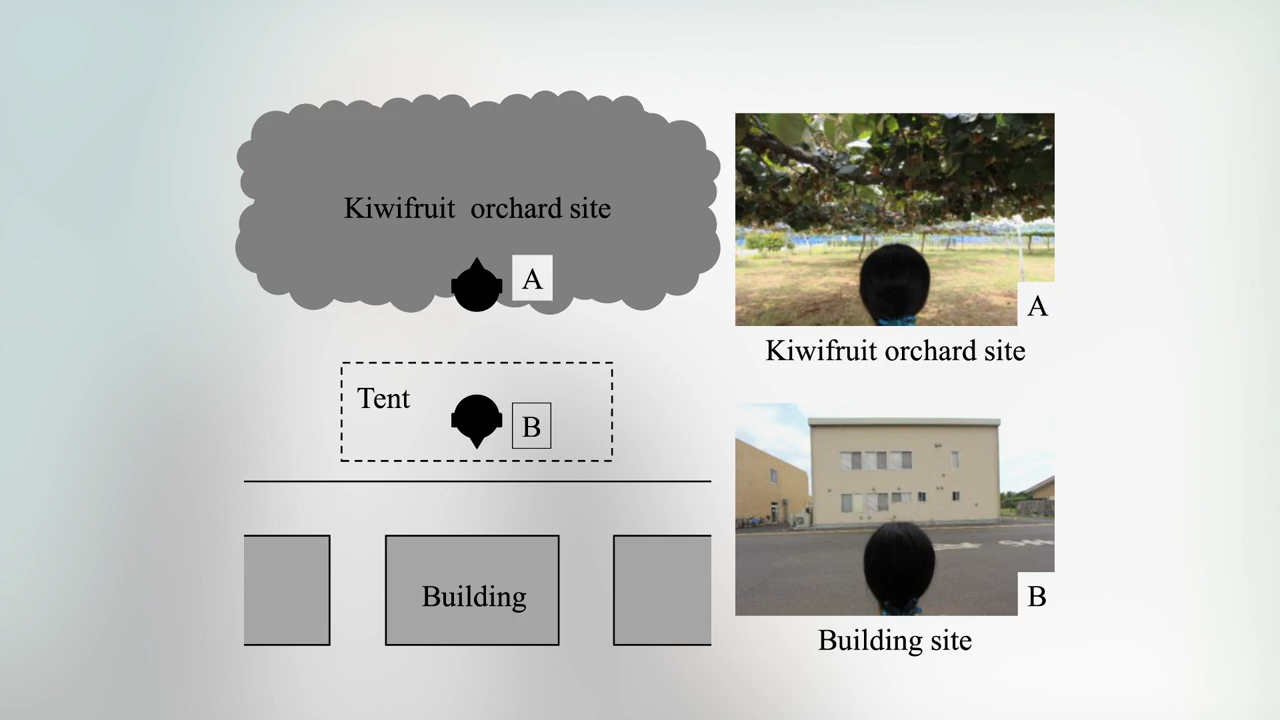 Kiwifruit orchard site
A
Tent
B
Building
A
Kiwifruit orchard site
B
Building site